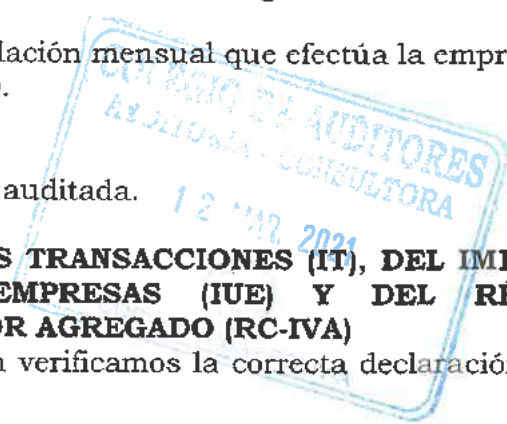 lación mensual que efectúa la empr
.
COLEGIO DE AUDITORES
AUDITORÍA - CONSULTORA
auditada.
12 MAR. 2021
S TRANSACCIONES (IT), DEL IMP
EMPRESAS (IUE) Y DEL RÉ
OR AGREGADO (RC-IVA)
n verificamos la correcta declaración